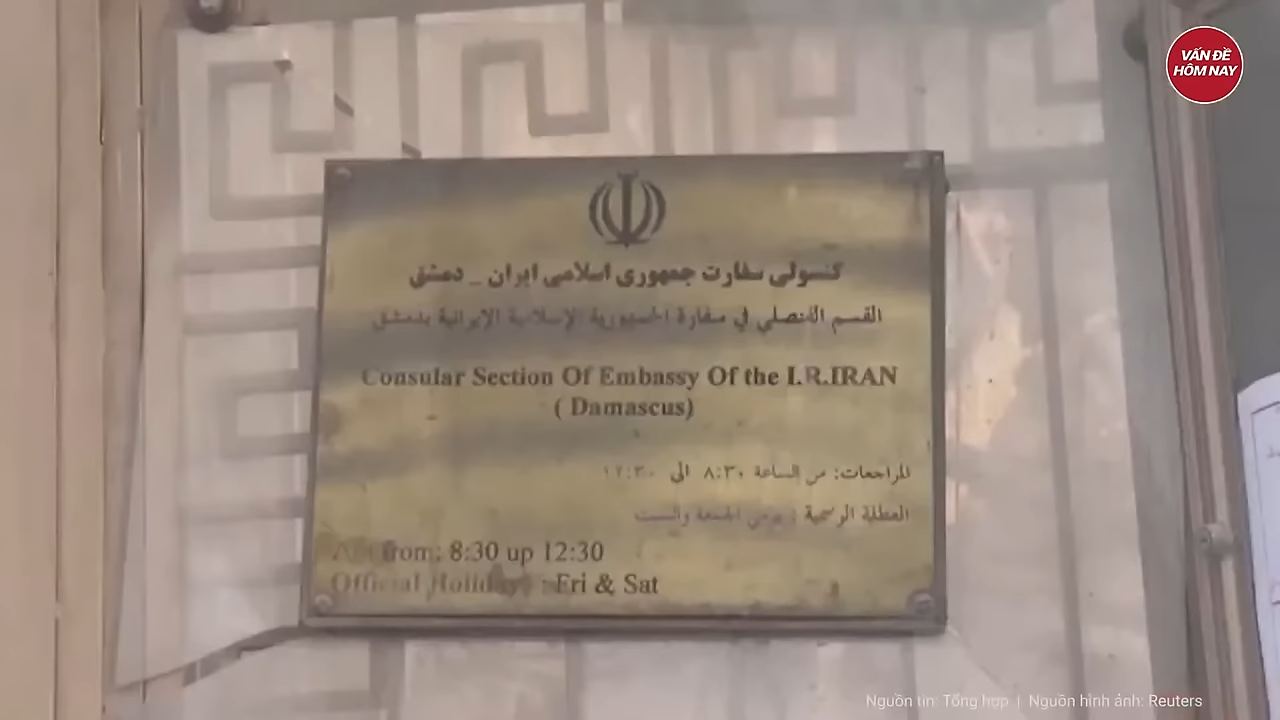 VẤN ĐỀ
HÔM NAY
كنسولی سفارت جمهوری اسلامی ایران _ دمشق
القسم القنصلي في سفارة الجمهورية الإسلامية الإيرانية بدمشق
Consular Section Of Embassy Of the I.R.IRAN
( Damascus)
المراجعات: من الساعة ٨:٣٠ الى ١٢:٣٠
العطلة الرسمية : يومي الجمعة والسبت
from: 8:30 up 12:30
Official Holidays : Fri & Sat
Nguồn tin: Tổng hợp | Nguồn hình ảnh: Reuters